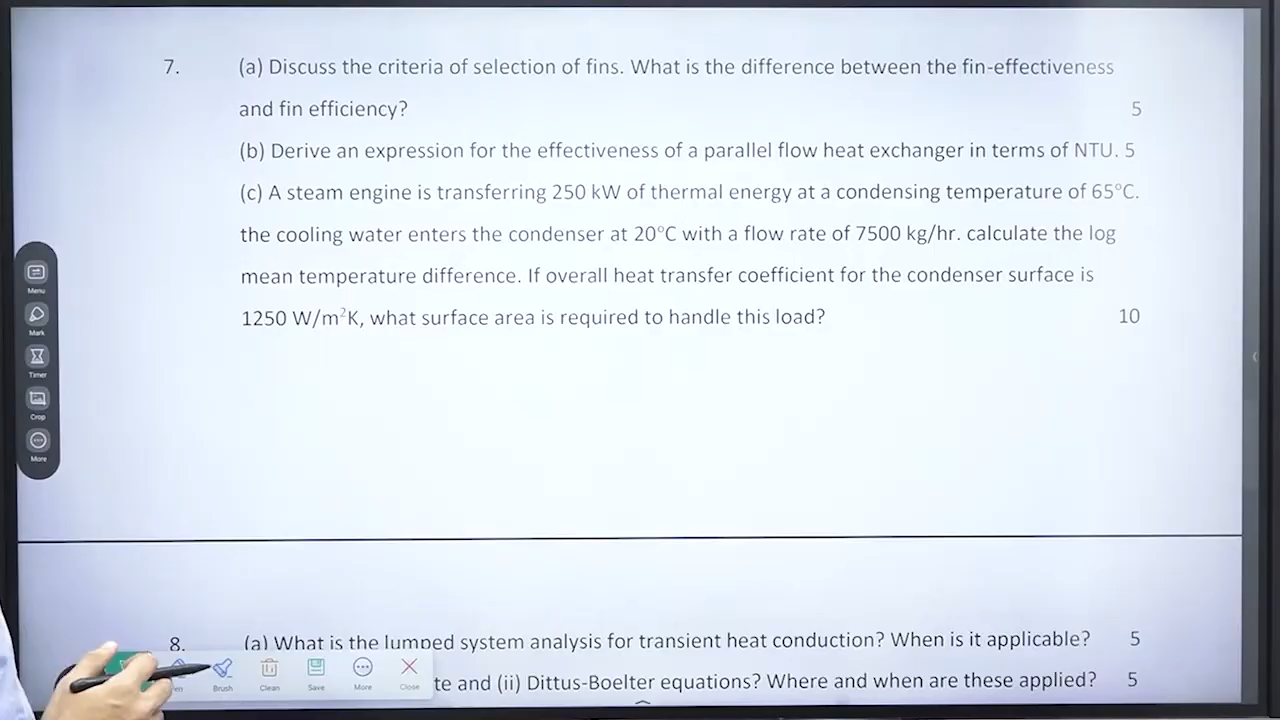 7. (a) Discuss the criteria of selection of fins. What is the difference between the fin-effectiveness
and fin efficiency? 5
(b) Derive an expression for the effectiveness of a parallel flow heat exchanger in terms of NTU. 5
(c) A steam engine is transferring 250 kW of thermal energy at a condensing temperature of 65°C.
the cooling water enters the condenser at 20°C with a flow rate of 7500 kg/hr. calculate the log
mean temperature difference. If overall heat transfer coefficient for the condenser surface is
1250 W/m²K, what surface area is required to handle this load? 10
Menu
Mark
Timer
Crop
More
8. (a) What is the lumped system analysis for transient heat conduction? When is it applicable? 5
te and (ii) Dittus-Boelter equations? Where and when are these applied? 5
Brush Clean Save More Close